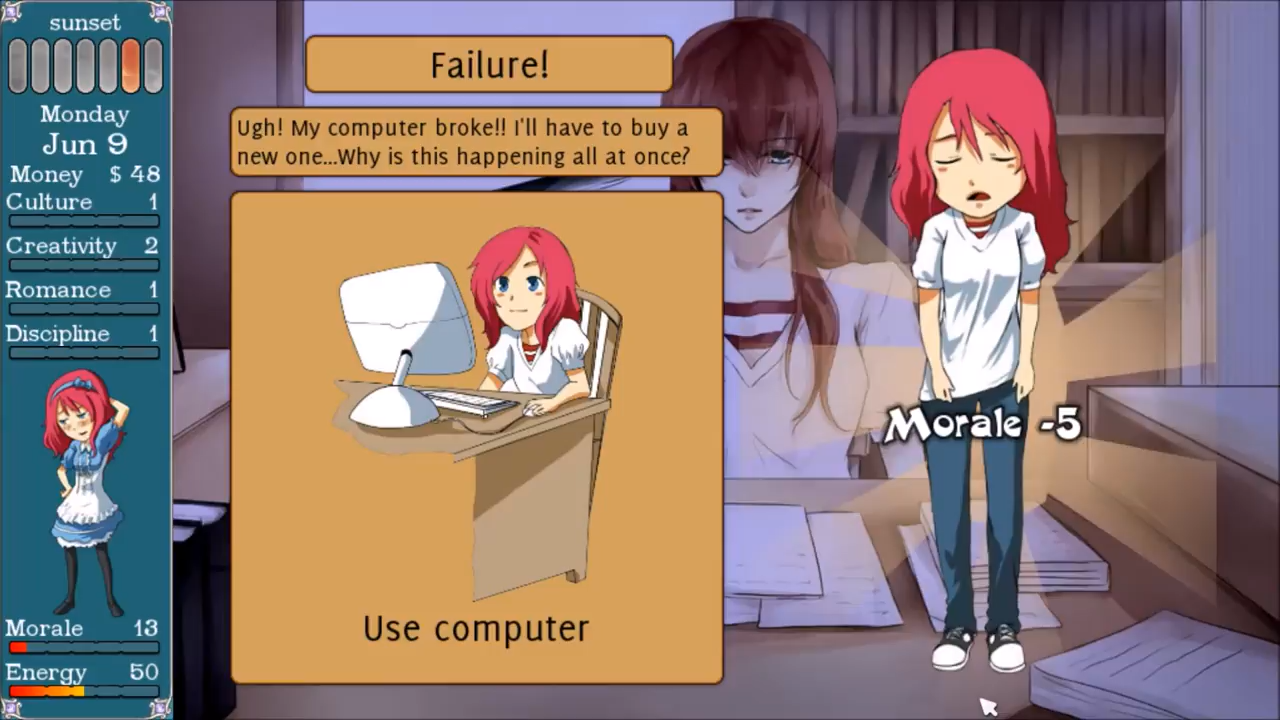 sunset
Monday
Jun 9
Money $ 48
Culture 1
Creativity 2
Romance 1
Discipline 1
Morale 13
Energy 50
Failure!
Ugh! My computer broke!! I'll have to buy a
new one...Why is this happening all at once?
Use computer
Morale -5